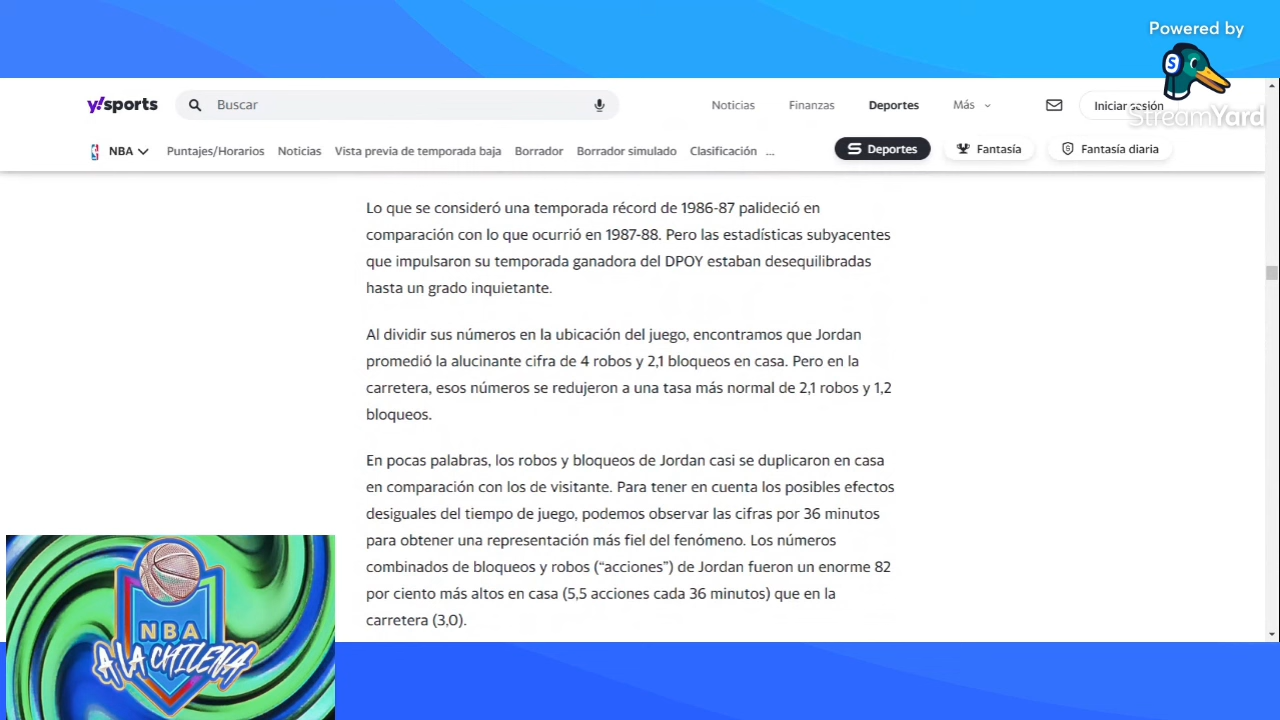 Powered by
S
StreamYard
y!sports
Buscar
Noticias
Finanzas
Deportes
Más
Iniciar sesión
NBA
Puntajes/Horarios
Noticias
Vista previa de temporada baja
Borrador
Borrador simulado
Clasificación
...
Deportes
Fantasía
Fantasía diaria
Lo que se consideró una temporada récord de 1986-87 palideció en
comparación con lo que ocurrió en 1987-88. Pero las estadísticas subyacentes
que impulsaron su temporada ganadora del DPOY estaban desequilibradas
hasta un grado inquietante.
Al dividir sus números en la ubicación del juego, encontramos que Jordan
promedió la alucinante cifra de 4 robos y 2,1 bloqueos en casa. Pero en la
carretera, esos números se redujeron a una tasa más normal de 2,1 robos y 1,2
bloqueos.
En pocas palabras, los robos y bloqueos de Jordan casi se duplicaron en casa
en comparación con los de visitante. Para tener en cuenta los posibles efectos
desiguales del tiempo de juego, podemos observar las cifras por 36 minutos
para obtener una representación más fiel del fenómeno. Los números
combinados de bloqueos y robos (“acciones”) de Jordan fueron un enorme 82
por ciento más altos en casa (5,5 acciones cada 36 minutos) que en la
carretera (3,0).
NBA
A LA CHILENA